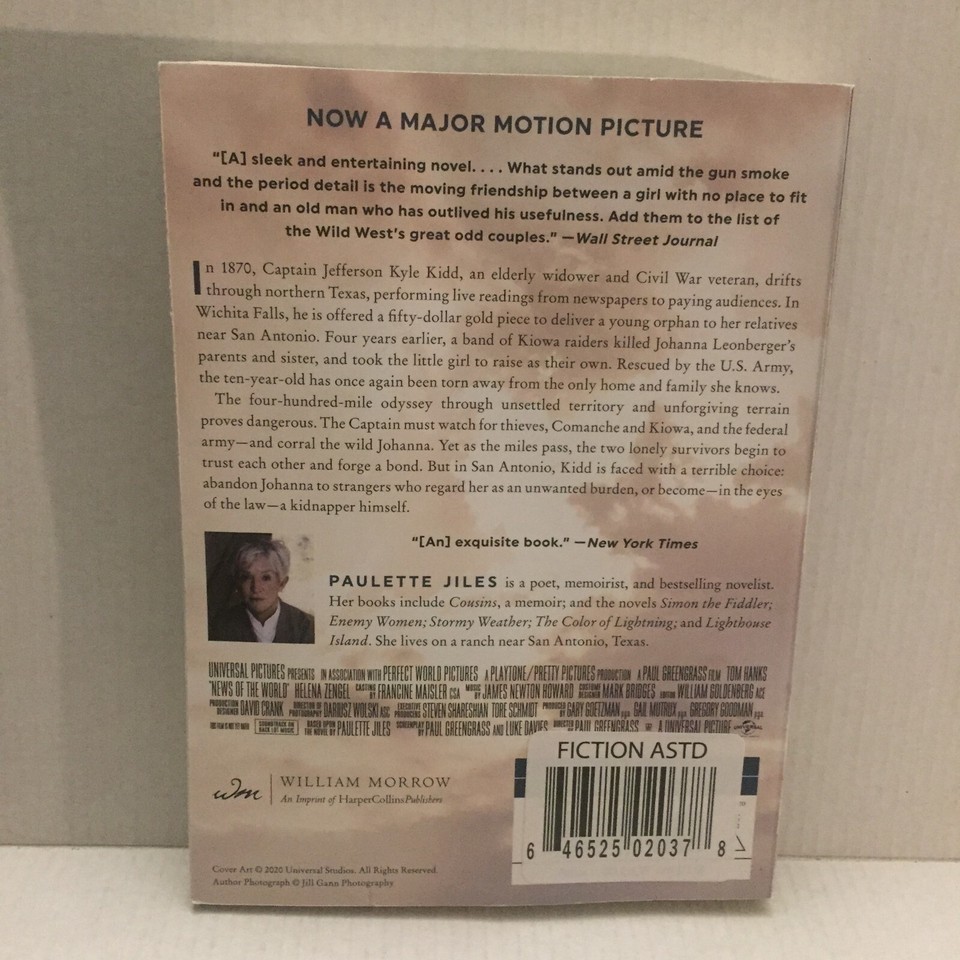 NOW A MAJOR MOTION PICTURE
“[A] sleek and entertaining novel. . . . What stands out amid the gun smoke
and the period detail is the moving friendship between a girl with no place to fit
in and an old man who has outlived his usefulness. Add them to the list of
the Wild West’s great odd couples.” —Wall Street Journal
In 1870, Captain Jefferson Kyle Kidd, an elderly widower and Civil War veteran, drifts
through northern Texas, performing live readings from newspapers to paying audiences. In
Wichita Falls, he is offered a fifty-dollar gold piece to deliver a young orphan to her relatives
near San Antonio. Four years earlier, a band of Kiowa raiders killed Johanna Leonberger’s
parents and sister, and took the little girl to raise as their own. Rescued by the U.S. Army,
the ten-year-old has once again been torn away from the only home and family she knows.
The four-hundred-mile odyssey through unsettled territory and unforgiving terrain
proves dangerous. The Captain must watch for thieves, Comanche and Kiowa, and the federal
army—and corral the wild Johanna. Yet as the miles pass, the two lonely survivors begin to
trust each other and forge a bond. But in San Antonio, Kidd is faced with a terrible choice:
abandon Johanna to strangers who regard her as an unwanted burden, or become—in the eyes
of the law—a kidnapper himself.
“[An] exquisite book.” —New York Times
PAULETTE JILES is a poet, memoirist, and bestselling novelist.
Her books include Cousins, a memoir; and the novels Simon the Fiddler;
Enemy Women; Stormy Weather; The Color of Lightning; and Lighthouse
Island. She lives on a ranch near San Antonio, Texas.
UNIVERSAL PICTURES PRESENTS IN ASSOCIATION WITH PERFECT WORLD PICTURES A PLAYTONE/PRETTY PICTURES PRODUCTION A PAUL GREENGRASS FILM TOM HANKS
“NEWS OF THE WORLD” HELENA ZENGEL CASTING BY FRANCINE MAISLER CSA MUSIC BY JAMES NEWTON HOWARD COSTUME DESIGNER MARK BRIDGES EDITOR WILLIAM GOLDENBERG ACE
PRODUCTION DESIGNER DAVID CRANK DIRECTOR OF PHOTOGRAPHY DARIUSZ WOLSKI ASC EXECUTIVE PRODUCERS STEVEN SHARESHIAN TORE SCHMIDT PRODUCED BY GARY GOETZMAN p.g.a. GAIL MUTRUX p.g.a. GREGORY GOODMAN p.g.a.
THIS FILM IS NOT YET RATED SOUNDTRACK ON BACK LOT MUSIC BASED UPON THE NOVEL BY PAULETTE JILES SCREENPLAY BY PAUL GREENGRASS AND LUKE DAVIES DIRECTED BY PAUL GREENGRASS A UNIVERSAL PICTURE UNIVERSAL
FICTION ASTD
6 46525 02037 8
wm
WILLIAM MORROW
An Imprint of HarperCollinsPublishers
Cover Art © 2020 Universal Studios. All Rights Reserved.
Author Photograph © Jill Gann Photography